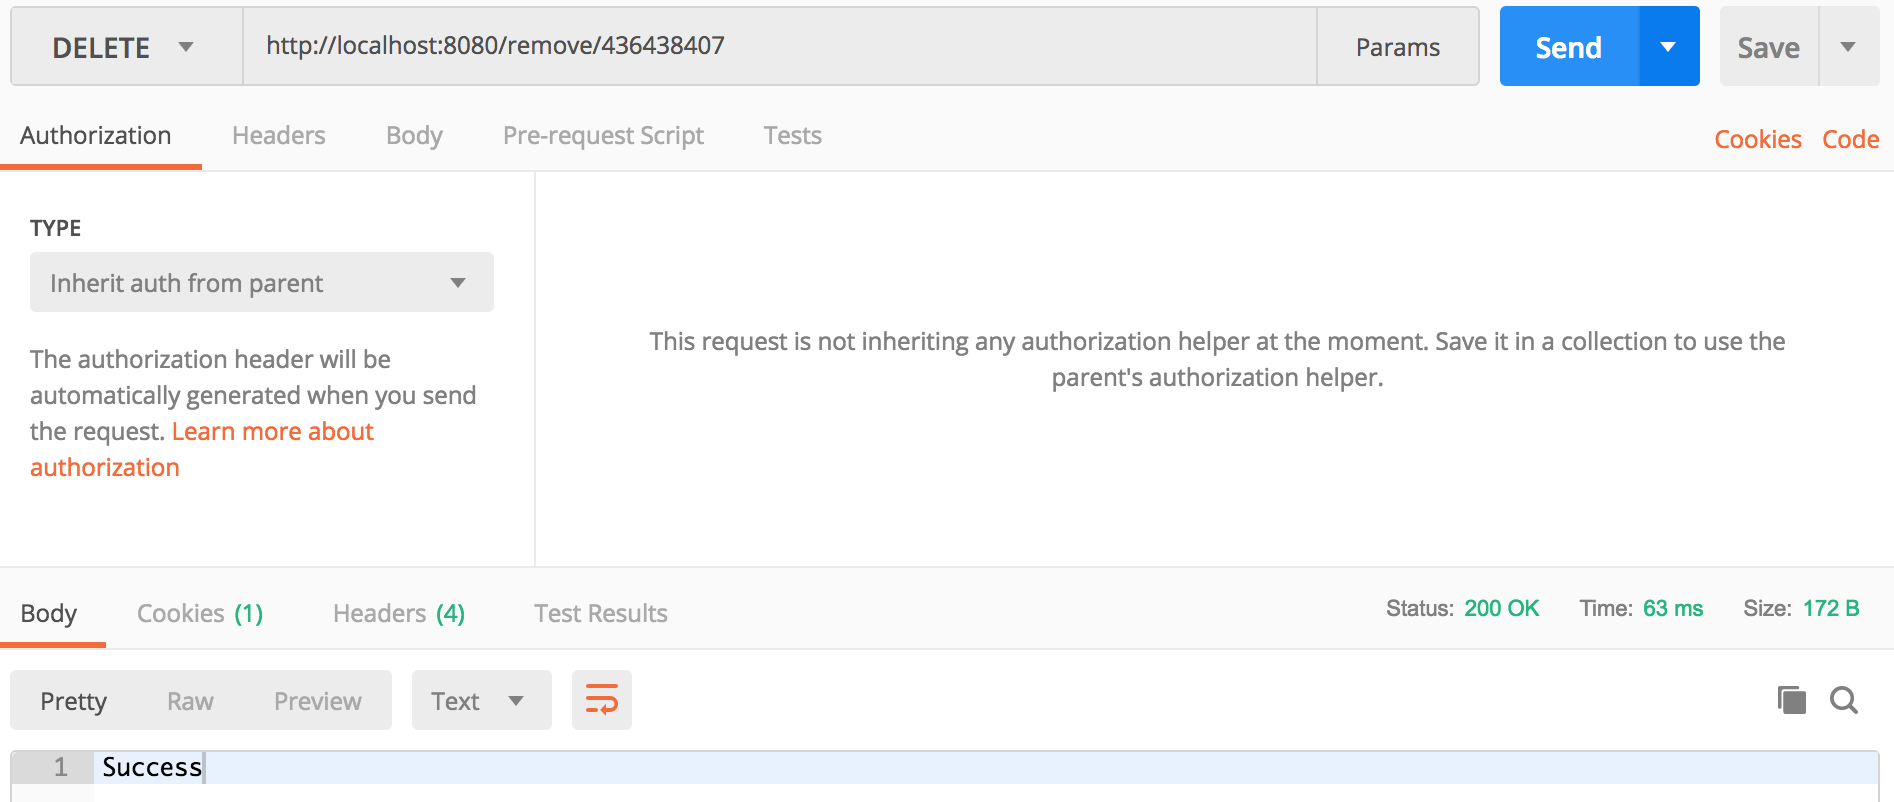 DELETE http://localhost:8080/remove/436438407 Params Send Save
Authorization Headers Body Pre-request Script Tests Cookies Code
TYPE
Inherit auth from parent
The authorization header will be
automatically generated when you send
the request. Learn more about
authorization
This request is not inheriting any authorization helper at the moment. Save it in a collection to use the
parent's authorization helper.
Body Cookies (1) Headers (4) Test Results Status: 200 OK Time: 63 ms Size: 172 B
Pretty Raw Preview Text
1 Success